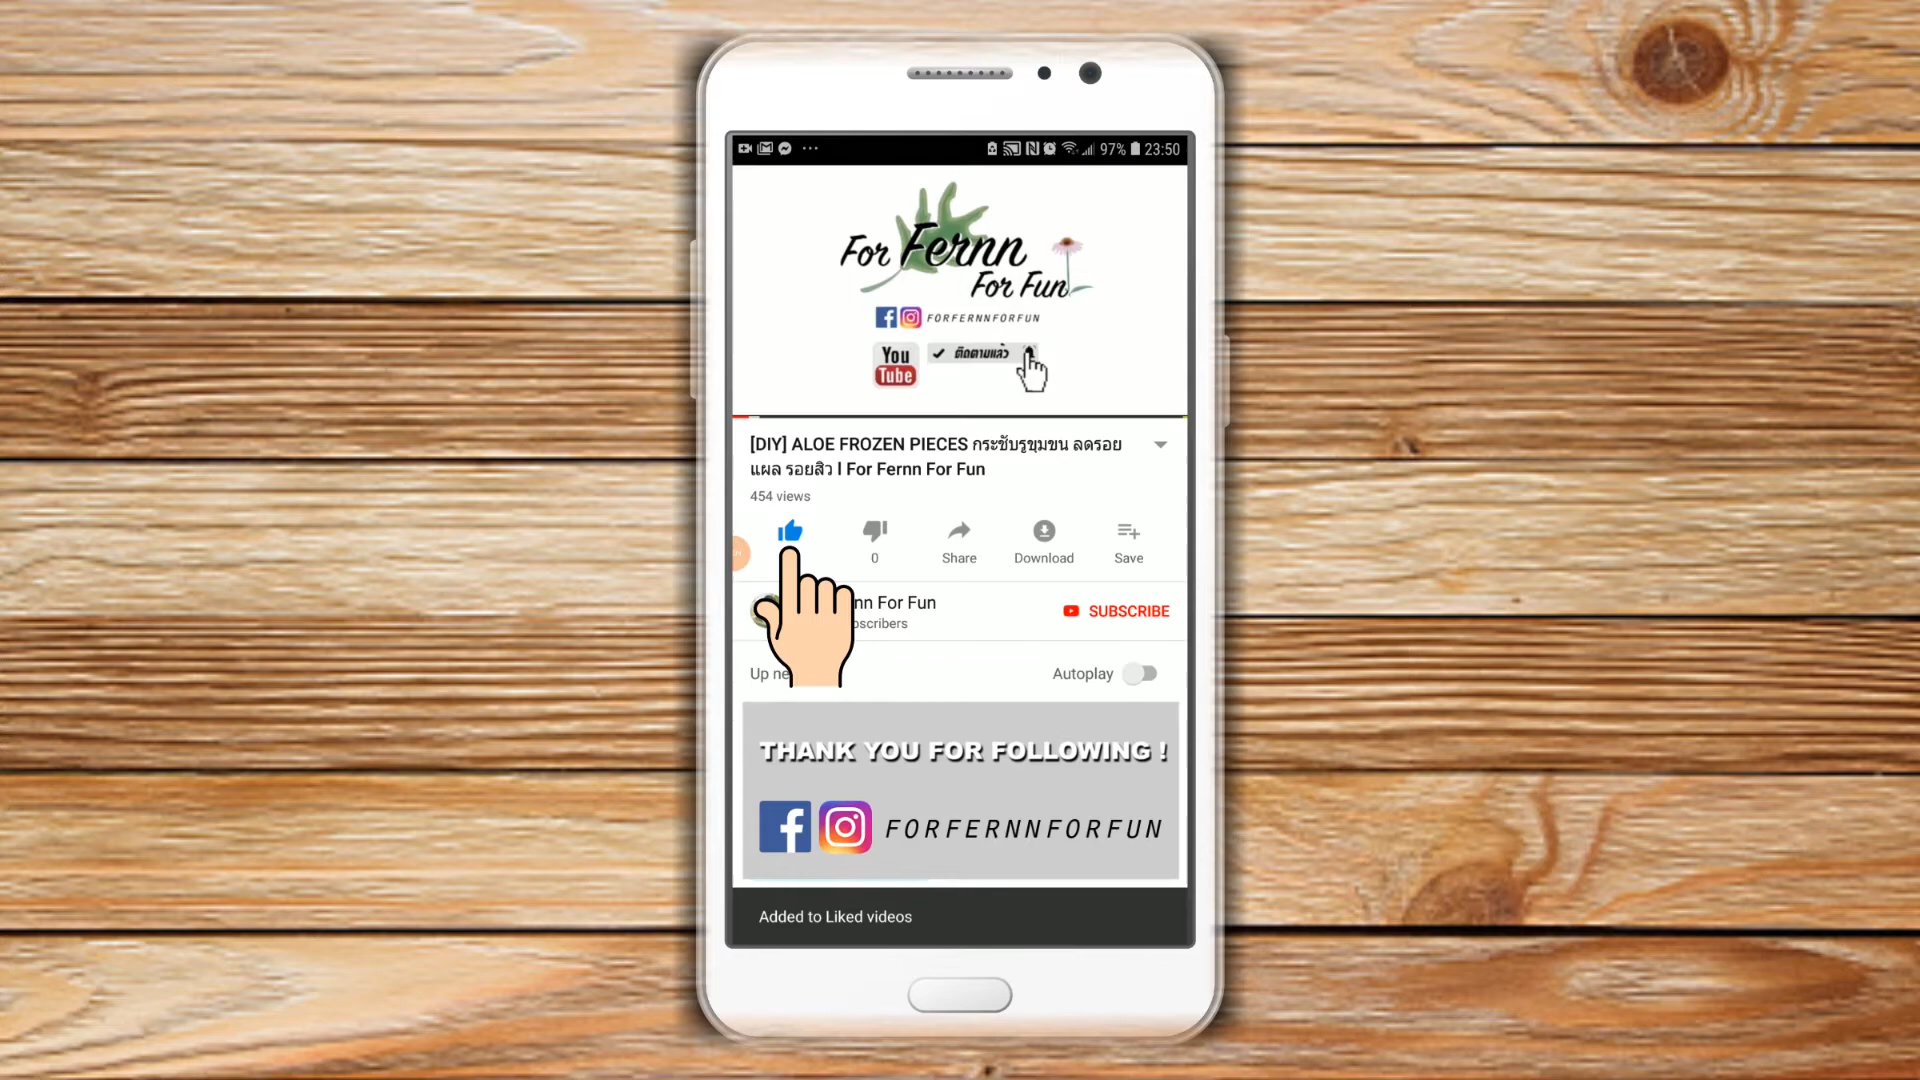 97% 23:50
For Fernn
For Fun
FORFERNNFORFUN
You
Tube
ติดตามแล้ว
[DIY] ALOE FROZEN PIECES กระชับรูขุมขน ลดรอย
แผล รอยสิว l For Fernn For Fun
454 views
0
Share
Download
Save
nn For Fun
SUBSCRIBE
bscribers
Up ne
Autoplay
THANK YOU FOR FOLLOWING !
FORFERNNFORFUN
Added to Liked videos